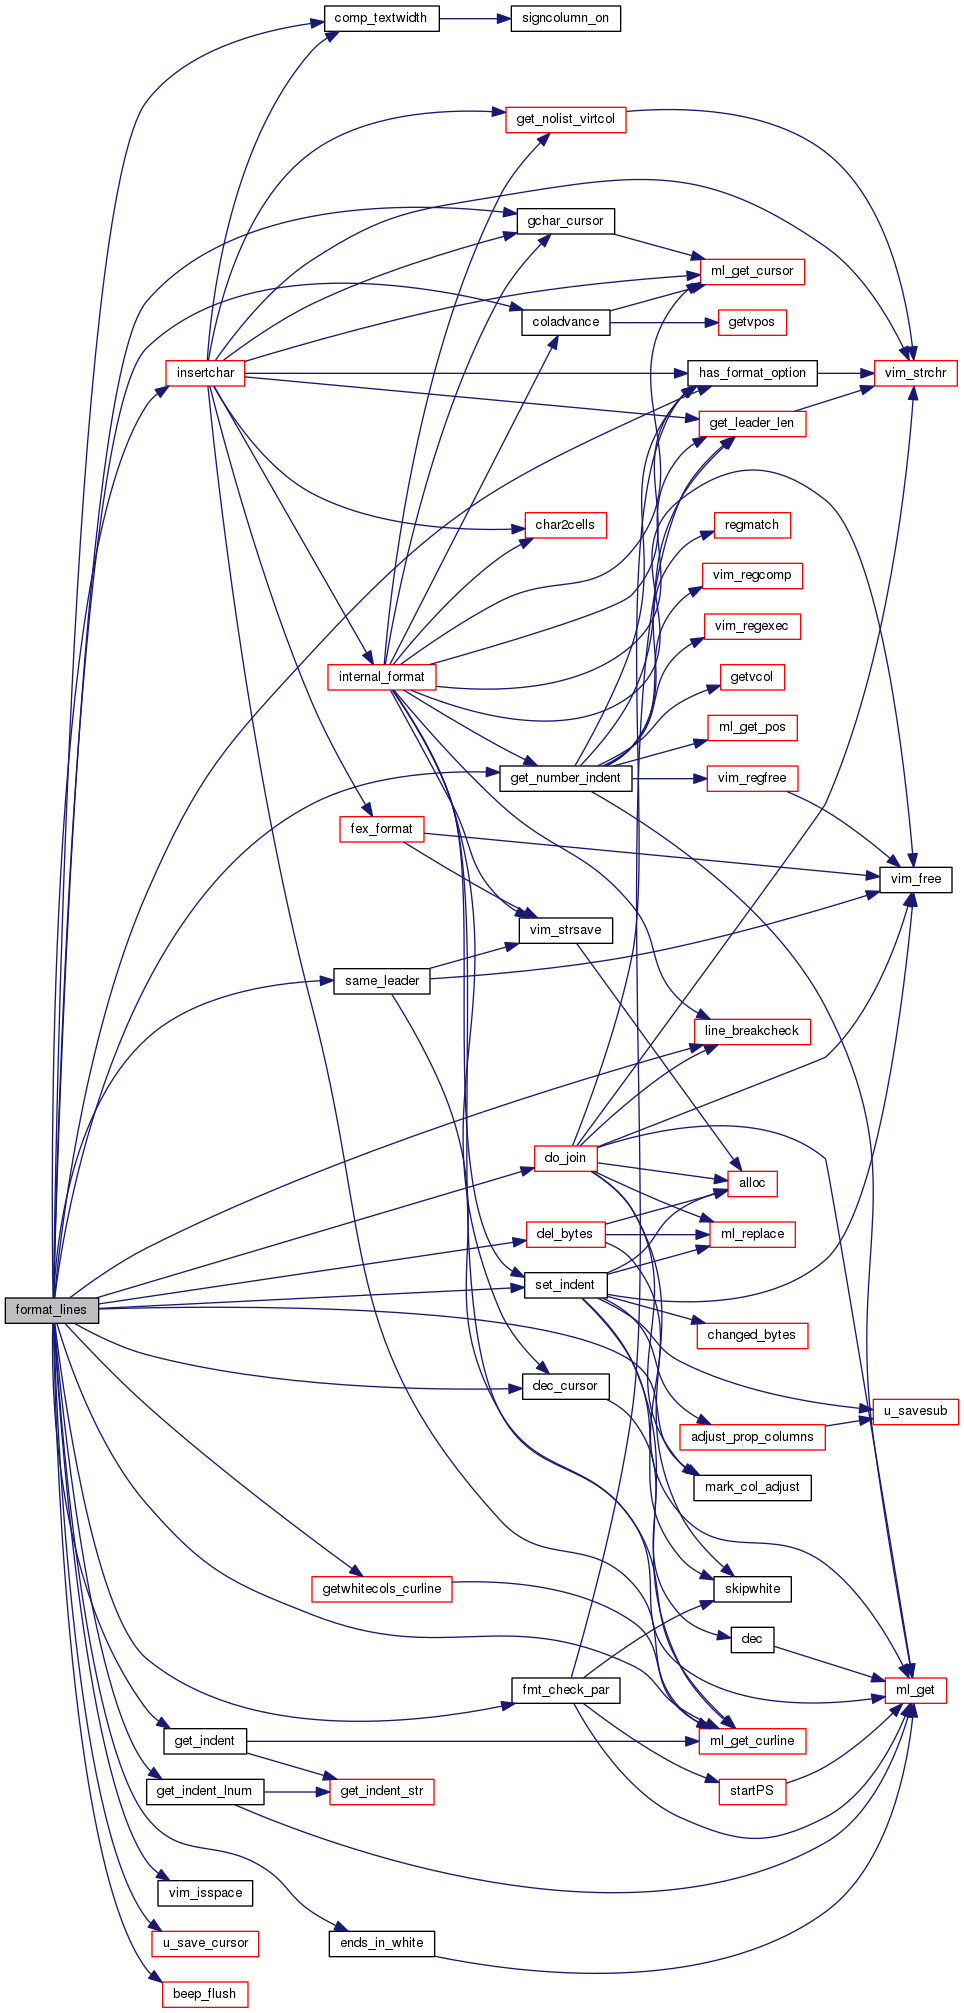 comp_textwidth
signcolumn_on
get_nolist_virtcol
gchar_cursor
ml_get_cursor
coladvance
getvpos
insertchar
has_format_option
vim_strchr
get_leader_len
char2cells
regmatch
vim_regcomp
vim_regexec
internal_format
getvcol
ml_get_pos
get_number_indent
vim_regfree
fex_format
vim_free
vim_strsave
same_leader
line_breakcheck
do_join
alloc
del_bytes
ml_replace
set_indent
format_lines
changed_bytes
dec_cursor
u_savesub
adjust_prop_columns
mark_col_adjust
getwhitecols_curline
skipwhite
dec
fmt_check_par
ml_get
get_indent
ml_get_curline
get_indent_lnum
get_indent_str
startPS
vim_isspace
u_save_cursor
ends_in_white
beep_flush